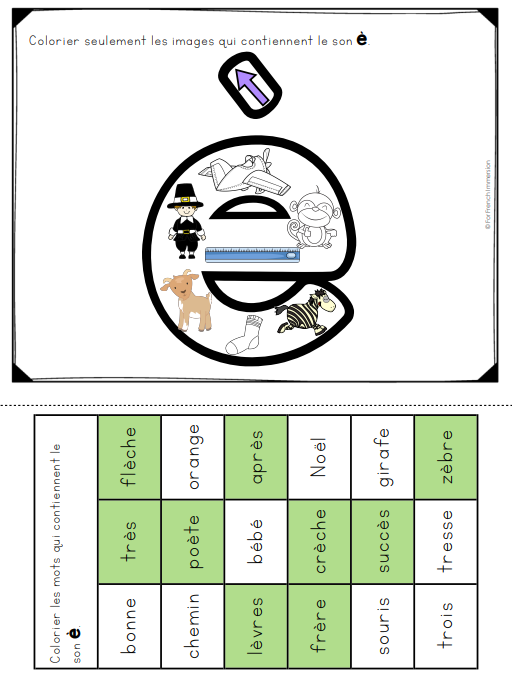 Colorier seulement les images qui contiennent le son è.
è
©For French Immersion
Colorier les mots qui contiennent le
son è.
bonne très flèche
chemin poète orange
lèvres bébé après
frère crèche Noël
souris succès girafe
trois tresse zèbre